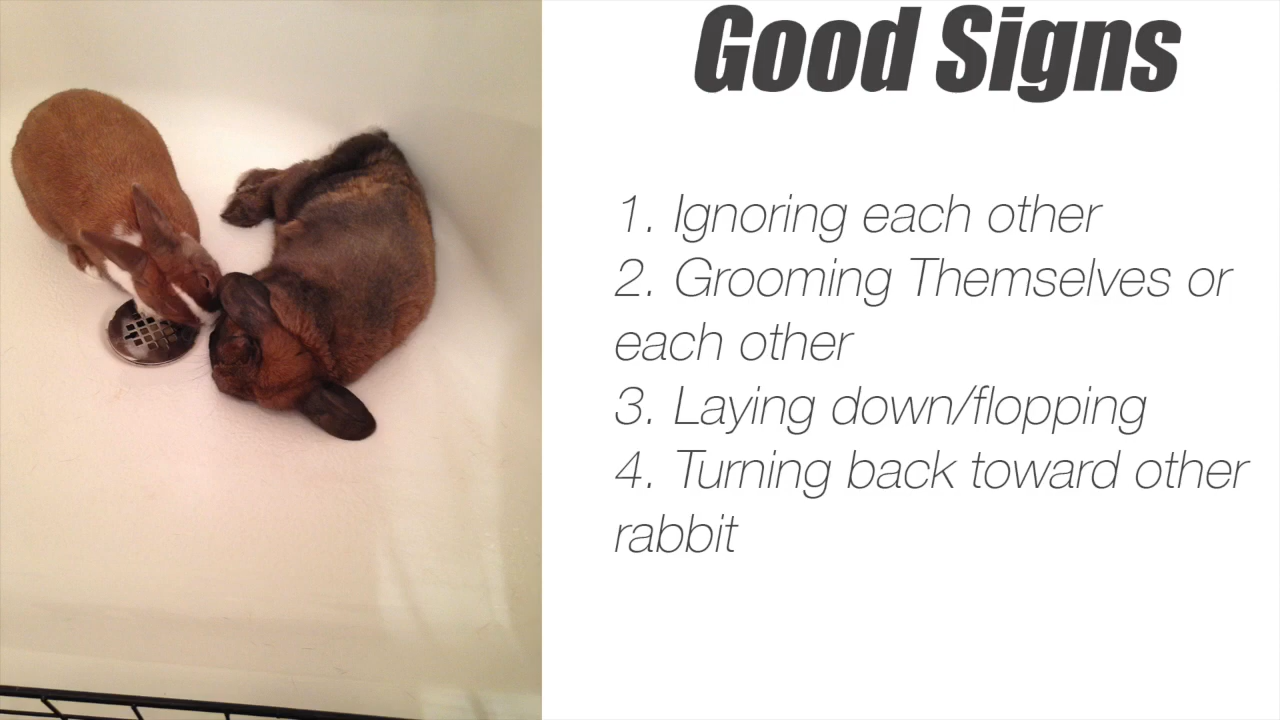 Good Signs
1. Ignoring each other
2. Grooming Themselves or
each other
3. Laying down/flopping
4. Turning back toward other
rabbit